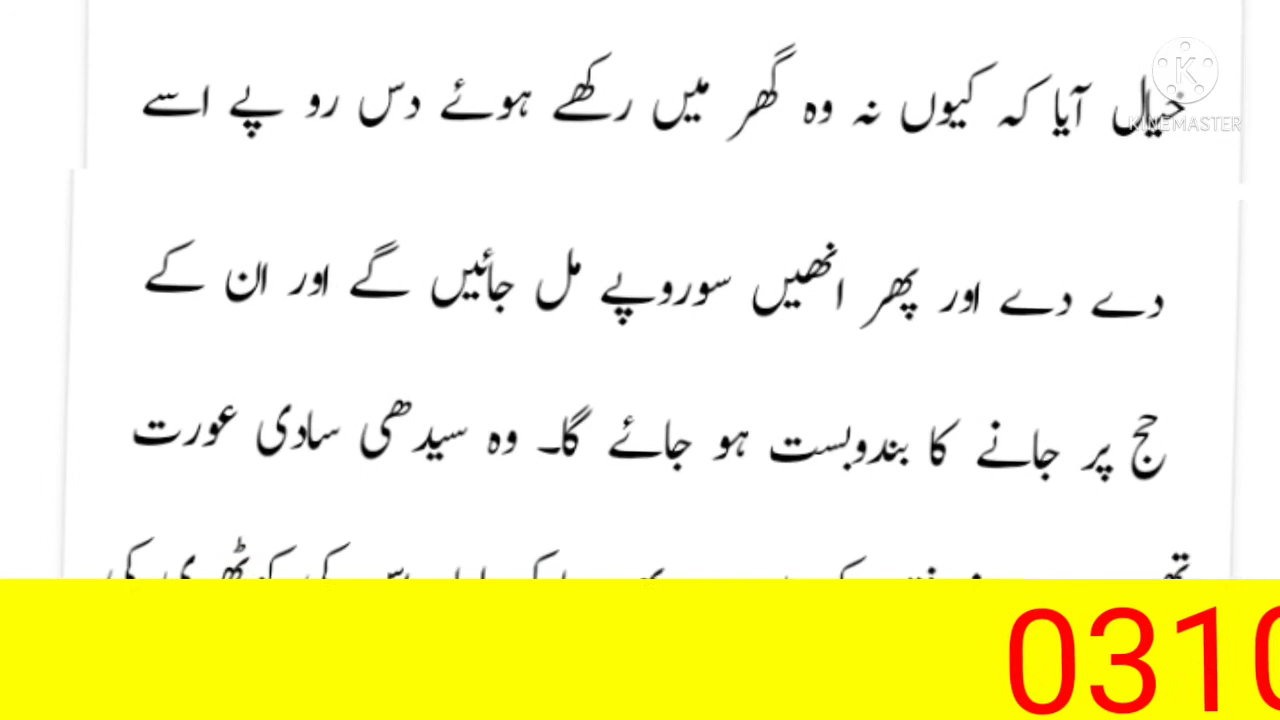 خیال آیا کہ کیوں نہ وہ گھر میں رکھے ہوئے دس رو پے اسے
KINEMASTER
دے دے اور پھر انھیں سوروپے مل جائیں گے اور ان کے
حج پر جانے کا بندوبست ہو جائے گا۔ وہ سیدھی سادی عورت
0310